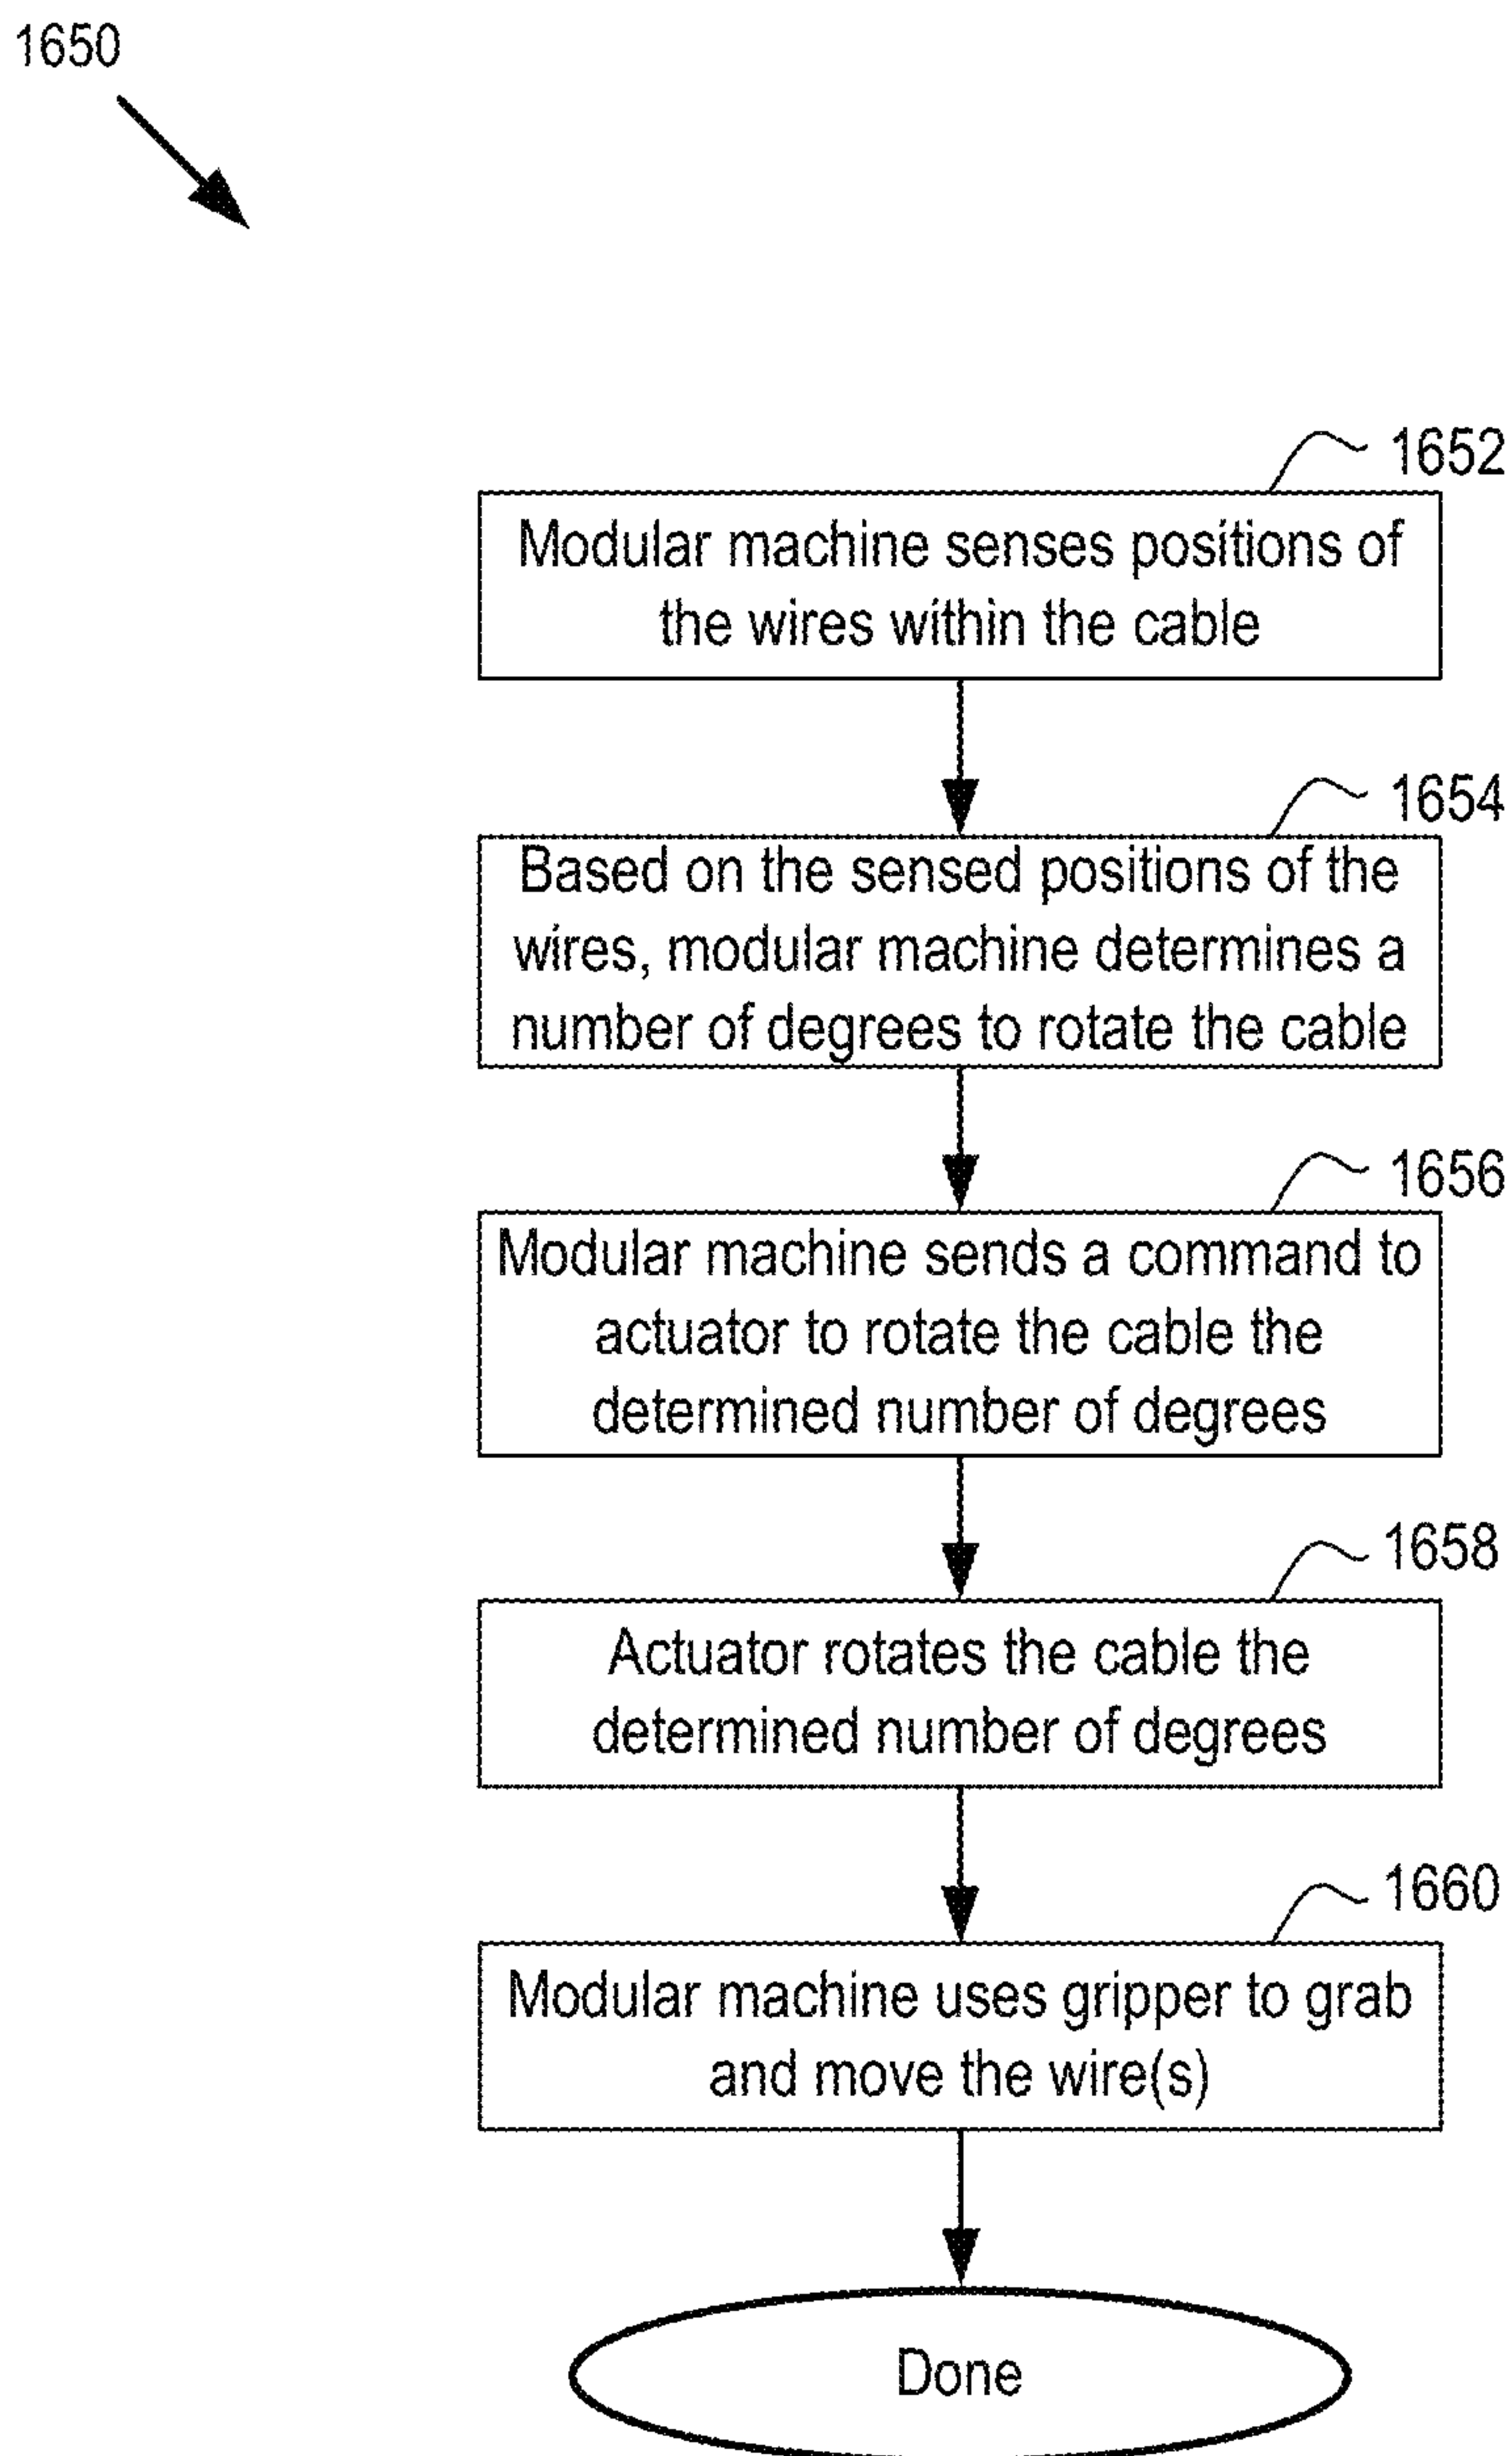 1650
1652
Modular machine senses positions of
the wires within the cable
1654
Based on the sensed positions of the
wires, modular machine determines a
number of degrees to rotate the cable
1656
Modular machine sends a command to
actuator to rotate the cable the
determined number of degrees
1658
Actuator rotates the cable the
determined number of degrees
1660
Modular machine uses gripper to grab
and move the wire(s)
Done